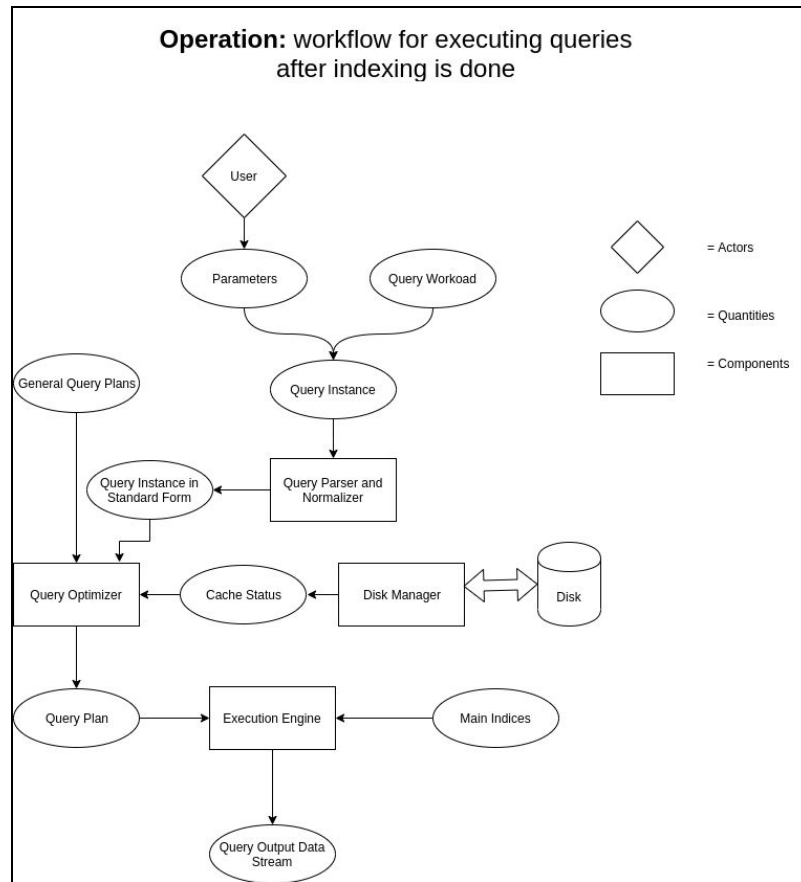 Operation: workflow for executing queries
after indexing is done
User
= Actors
Parameters
Query Workoad
= Quantities
= Components
General Query Plans
Query Instance
Query Instance in
Standard Form
Query Parser and
Normalizer
Query Optimizer
Cache Status
Disk Manager
Disk
Query Plan
Execution Engine
Main Indices
Query Output Data
Stream